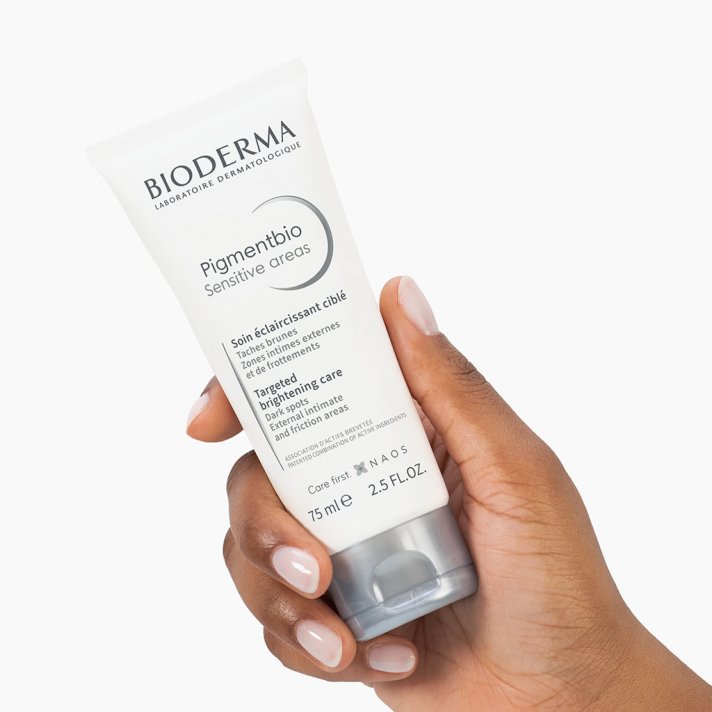 BIODERMA
LABORATOIRE DERMATOLOGIQUE
Pigmentbio
Sensitive areas
Soin éclaircissant ciblé
Taches brunes
Zones intimes externes
et de frottements
Targeted
brightening care
Dark spots
External intimate
and friction areas
ASSOCIATION D'ACTIFS BREVETÉE
PATENTED COMBINATION OF ACTIVE INGREDIENTS
Care first. NAOS
75 ml e 2.5 FL.OZ.